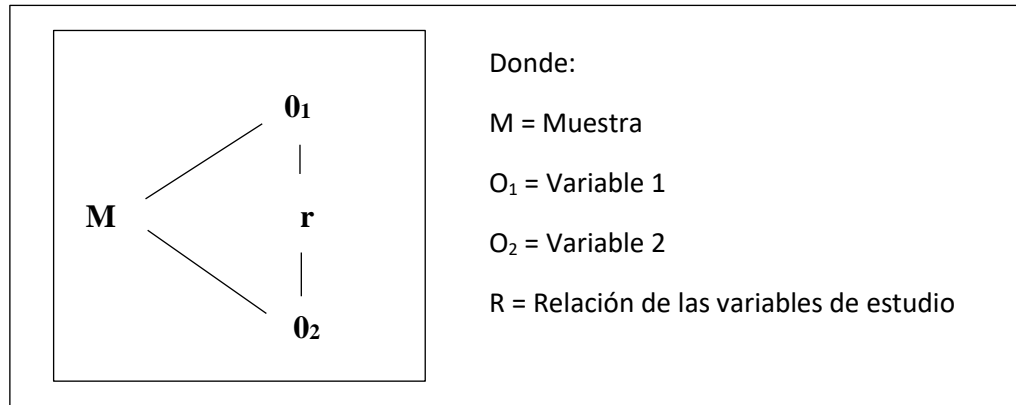 Donde:
0₁
M = Muestra
O₁ = Variable 1
M
r
O₂ = Variable 2
R = Relación de las variables de estudio
0₂